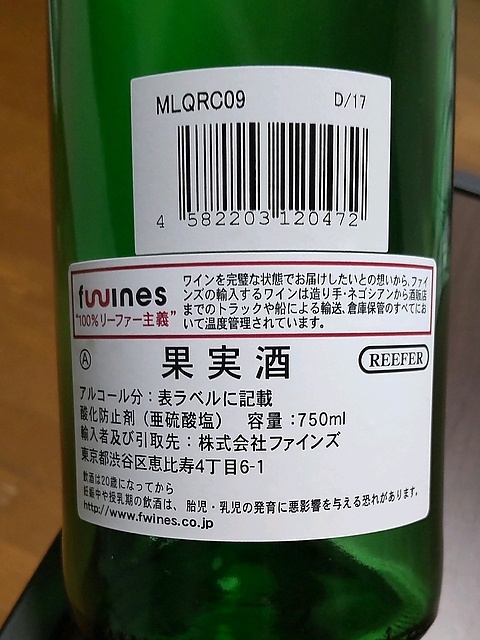 MLQRC09 D/17
4 582203 120472
fwines
"100%リーファー主義"
ワインを完璧な状態でお届けしたいとの想いから、ファイ
ンズの輸入するワインは造り手・ネゴシアンから酒販店
までのトラックや船による輸送、倉庫保管のすべてにお
いて温度管理されています。
Ⓐ 果実酒 REEFER
アルコール分：表ラベルに記載
酸化防止剤（亜硫酸塩） 容量：750ml
輸入者及び引取先：株式会社ファインズ
東京都渋谷区恵比寿4丁目6-1
飲酒は20歳になってから
妊娠中や授乳期の飲酒は、胎児・乳児の発育に悪影響を与える恐れがあります。
http://www.fwines.co.jp